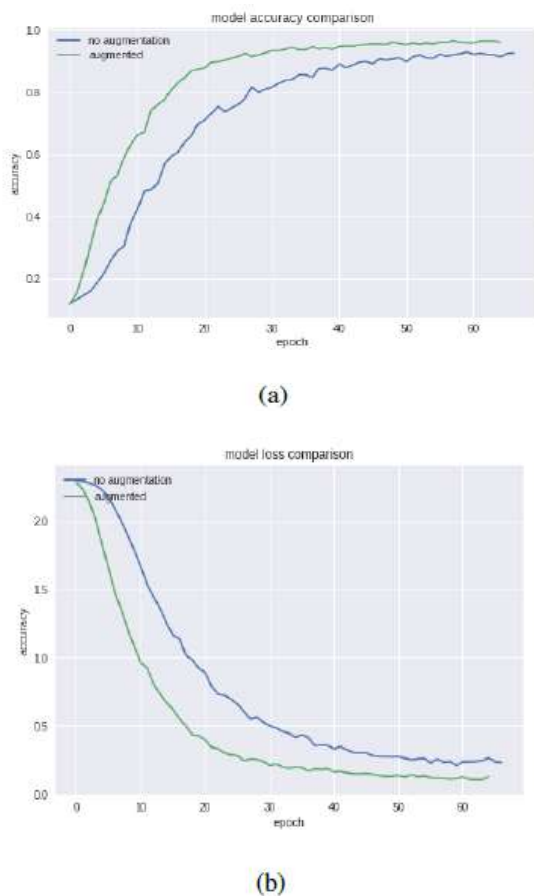 model accuracy comparison
no augmentation
augmented
1.0
0.8
0.6
0.4
0.2
accuracy
0 10 20 30 40 50 60
epoch
(a)
model loss comparison
no augmentation
augmented
2.0
1.5
1.0
0.5
0.0
accuracy
0 10 20 30 40 50 60
epoch
(b)